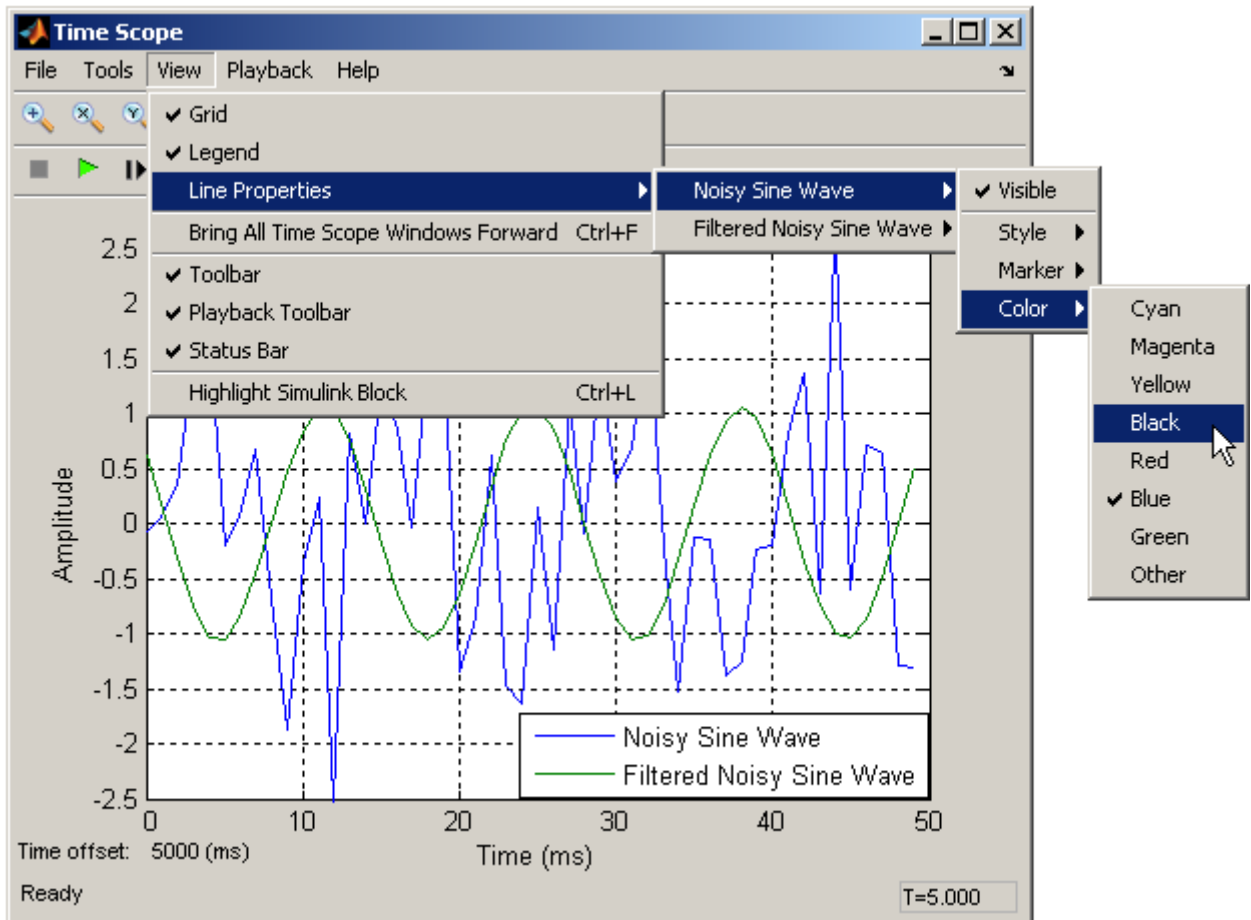 Time Scope
File Tools View Playback Help
Grid
Legend
Line Properties
Bring All Time Scope Windows Forward Ctrl+F
Toolbar
Playback Toolbar
Status Bar
Highlight Simulink Block Ctrl+L
Noisy Sine Wave
Filtered Noisy Sine Wave
Visible
Style
Marker
Color
Cyan
Magenta
Yellow
Black
Red
Blue
Green
Other
2.5
2
1.5
1
0.5
0
-0.5
-1
-1.5
-2
-2.5
Amplitude
Noisy Sine Wave
Filtered Noisy Sine Wave
0 10 20 30 40 50
Time offset: 5000 (ms)
Time (ms)
Ready
T=5.000